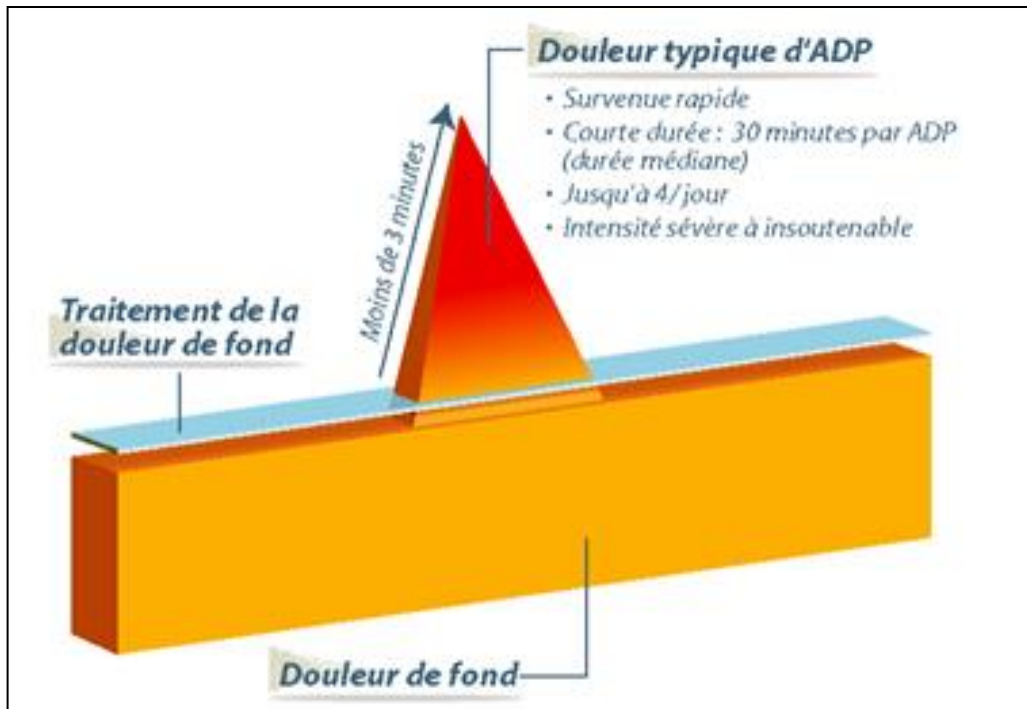 Douleur typique d'ADP
• Survenue rapide
• Courte durée : 30 minutes par ADP
(durée médiane)
• Jusqu'à 4/jour
• Intensité sévère à insoutenable
Moins de 3 minutes
Traitement de la
douleur de fond
Douleur de fond